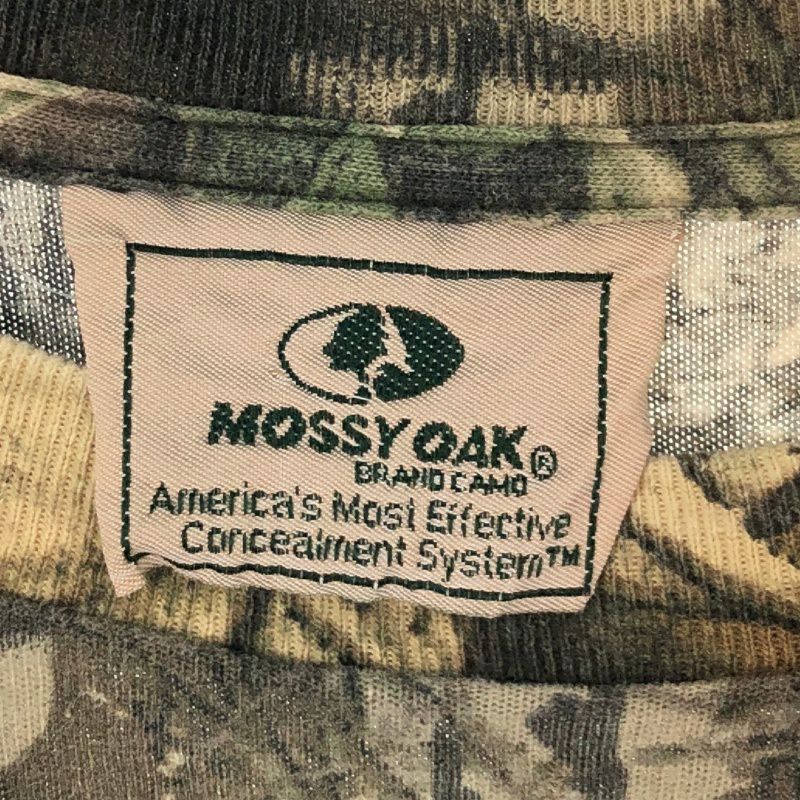 MOSSY OAK®
BRAND CAMO
America's Most Effective
Concealment System™